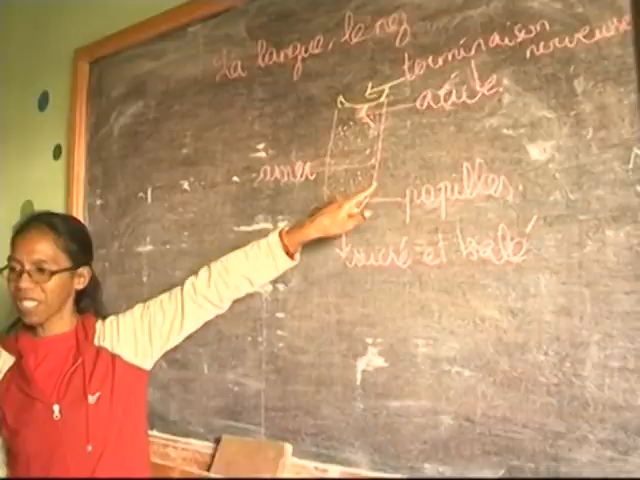 La langue, le nez
terminaison
nerveuse
acide.
amer
papilles.
sucré et salé